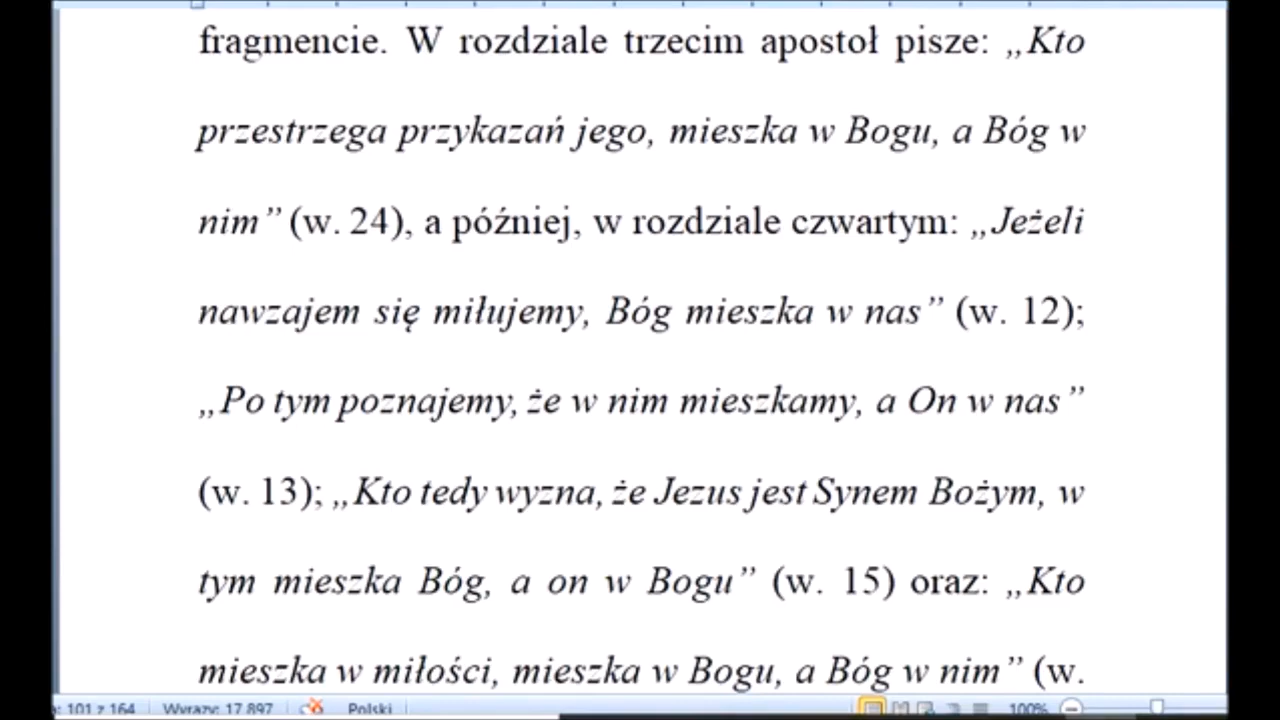 fragmencie. W rozdziale trzecim apostoł pisze: „Kto
przestrzega przykazań jego, mieszka w Bogu, a Bóg w
nim” (w. 24), a później, w rozdziale czwartym: „Jeżeli
nawzajem się miłujemy, Bóg mieszka w nas” (w. 12);
„Po tym poznajemy, że w nim mieszkamy, a On w nas”
(w. 13); „Kto tedy wyzna, że Jezus jest Synem Bożym, w
tym mieszka Bóg, a on w Bogu” (w. 15) oraz: „Kto
mieszka w miłości, mieszka w Bogu, a Bóg w nim” (w.
101 z 164 Wyrazy: 17 897 Polski 100%